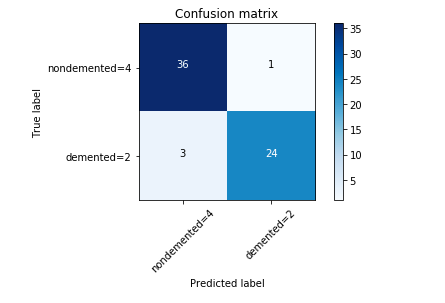 Confusion matrix
True label
nondemented=4
36
1
demented=2
3
24
nondemented=4
demented=2
Predicted label
35
30
25
20
15
10
5